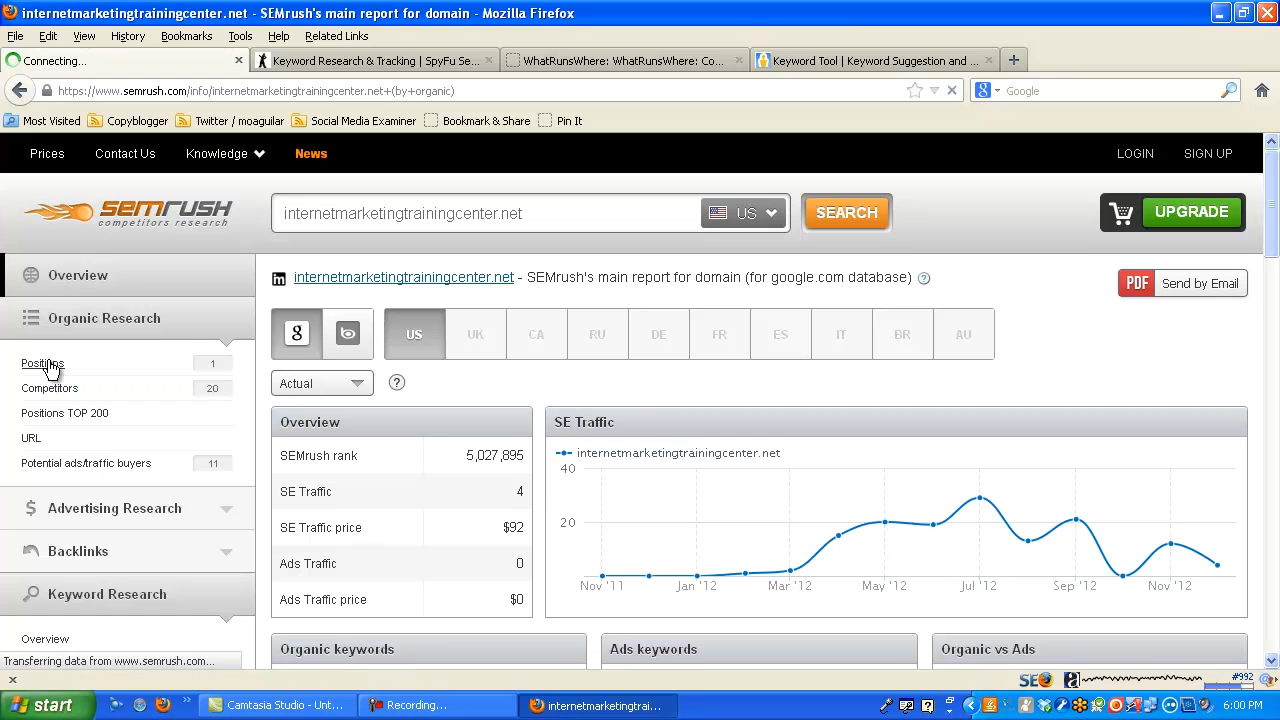 internetmarketingtrainingcenter.net - SEMrush's main report for domain - Mozilla Firefox
File Edit View History Bookmarks Tools Help Related Links
Connecting...
Keyword Research & Tracking | SpyFu Se...
WhatRunsWhere: WhatRunsWhere: Co...
Keyword Tool | Keyword Suggestion and ...
https://www.semrush.com/info/internetmarketingtrainingcenter.net+(by+organic)
Google
Most Visited Copyblogger Twitter / moaguilar Social Media Examiner Bookmark & Share Pin It
Prices Contact Us Knowledge News LOGIN SIGN UP
semrush
competitors research
internetmarketingtrainingcenter.net
US
SEARCH
UPGRADE
Overview
Organic Research
Positions 1
Competitors 20
Positions TOP 200
URL
Potential ads/traffic buyers 11
Advertising Research
Backlinks
Keyword Research
Overview
Transferring data from www.semrush.com...
in internetmarketingtrainingcenter.net - SEMrush's main report for domain (for google.com database) ?
PDF Send by Email
g b US UK CA RU DE FR ES IT BR AU
Actual ?
Overview
SEMrush rank 5,027,895
SE Traffic 4
SE Traffic price $92
Ads Traffic 0
Ads Traffic price $0
SE Traffic
internetmarketingtrainingcenter.net
40
20
Nov '11 Jan '12 Mar '12 May '12 Jul '12 Sep '12 Nov '12
Organic keywords
Ads keywords
Organic vs Ads
SEO #992
start
Camtasia Studio - Unt...
Recording...
internetmarketingtrai...
6:00 PM